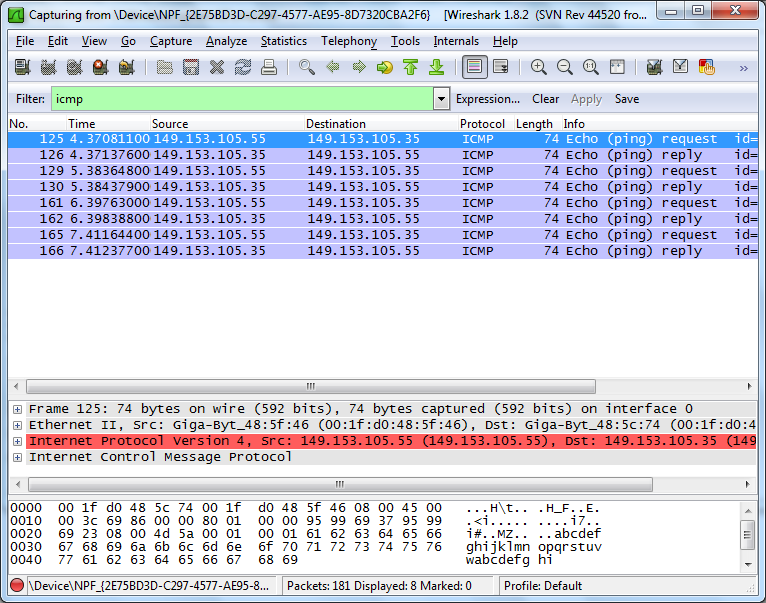 Capturing from \Device\NPF_{2E75BD3D-C297-4577-AE95-8D7320CBA2F6} [Wireshark 1.8.2 (SVN Rev 44520 fro...
File Edit View Go Capture Analyze Statistics Telephony Tools Internals Help
Filter: icmp Expression... Clear Apply Save
No. Time Source Destination Protocol Length Info
125 4.37081100 149.153.105.55 149.153.105.35 ICMP 74 Echo (ping) request id=
126 4.37137600 149.153.105.35 149.153.105.55 ICMP 74 Echo (ping) reply id=
129 5.38364800 149.153.105.55 149.153.105.35 ICMP 74 Echo (ping) request id=
130 5.38437900 149.153.105.35 149.153.105.55 ICMP 74 Echo (ping) reply id=
161 6.39763000 149.153.105.55 149.153.105.35 ICMP 74 Echo (ping) request id=
162 6.39838800 149.153.105.35 149.153.105.55 ICMP 74 Echo (ping) reply id=
165 7.41164400 149.153.105.55 149.153.105.35 ICMP 74 Echo (ping) request id=
166 7.41237700 149.153.105.35 149.153.105.55 ICMP 74 Echo (ping) reply id=
Frame 125: 74 bytes on wire (592 bits), 74 bytes captured (592 bits) on interface 0
Ethernet II, Src: Giga-Byt_48:5f:46 (00:1f:d0:48:5f:46), Dst: Giga-Byt_48:5c:74 (00:1f:d0:4
Internet Protocol Version 4, Src: 149.153.105.55 (149.153.105.55), Dst: 149.153.105.35 (149
Internet Control Message Protocol
0000 00 1f d0 48 5c 74 00 1f d0 48 5f 46 08 00 45 00 ...H\t.. .H_F..E.
0010 00 3c 69 86 00 00 80 01 00 00 95 99 69 37 95 99 .<i..... ....i7..
0020 69 23 08 00 4d 5a 00 01 00 01 61 62 63 64 65 66 i#..MZ.. ..abcdef
0030 67 68 69 6a 6b 6c 6d 6e 6f 70 71 72 73 74 75 76 ghijklmn opqrstuv
0040 77 61 62 63 64 65 66 67 68 69 wabcdefg hi
\Device\NPF_{2E75BD3D-C297-4577-AE95-8... Packets: 181 Displayed: 8 Marked: 0 Profile: Default